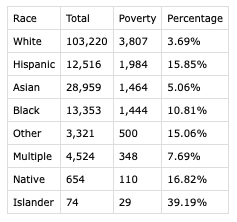 Race Total Poverty Percentage
White 103,220 3,807 3.69%
Hispanic 12,516 1,984 15.85%
Asian 28,959 1,464 5.06%
Black 13,353 1,444 10.81%
Other 3,321 500 15.06%
Multiple 4,524 348 7.69%
Native 654 110 16.82%
Islander 74 29 39.19%